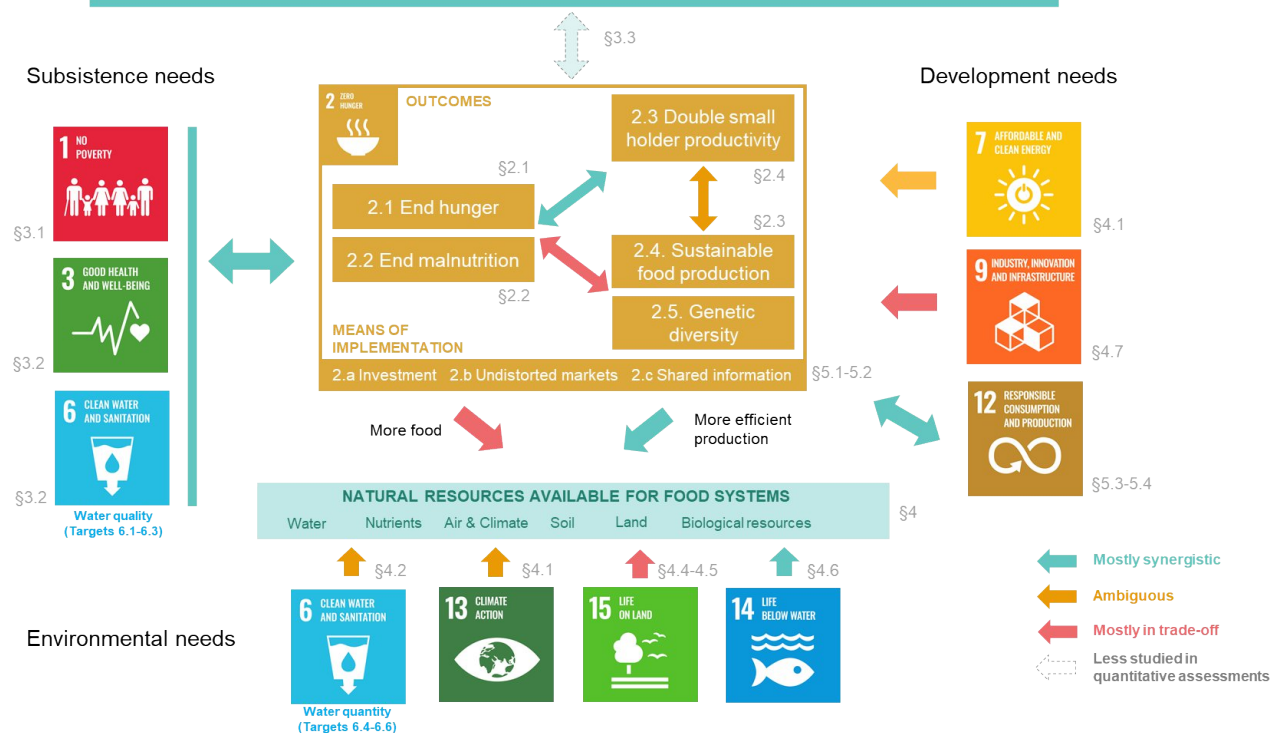 §3.3
Subsistence needs
Development needs
1 NO
POVERTY
§3.1
3 GOOD HEALTH
AND WELL-BEING
§3.2
6 CLEAN WATER
AND SANITATION
§3.2
Water quality
(Targets 6.1-6.3)
2 ZERO
HUNGER
OUTCOMES
2.3 Double small
holder productivity
§2.1
§2.4
2.1 End hunger
§2.3
2.2 End malnutrition
2.4. Sustainable
food production
§2.2
2.5. Genetic
diversity
MEANS OF
IMPLEMENTATION
2.a Investment 2.b Undistorted markets 2.c Shared information
§5.1-5.2
7 AFFORDABLE AND
CLEAN ENERGY
§4.1
9 INDUSTRY, INNOVATION
AND INFRASTRUCTURE
§4.7
12 RESPONSIBLE
CONSUMPTION
AND PRODUCTION
§5.3-5.4
More food
More efficient
production
NATURAL RESOURCES AVAILABLE FOR FOOD SYSTEMS
Water Nutrients Air & Climate Soil Land Biological resources
§4
§4.2
§4.1
§4.4-4.5
§4.6
Environmental needs
6 CLEAN WATER
AND SANITATION
Water quantity
(Targets 6.4-6.6)
13 CLIMATE
ACTION
15 LIFE
ON LAND
14 LIFE
BELOW WATER
Mostly synergistic
Ambiguous
Mostly in trade-off
Less studied in
quantitative assessments